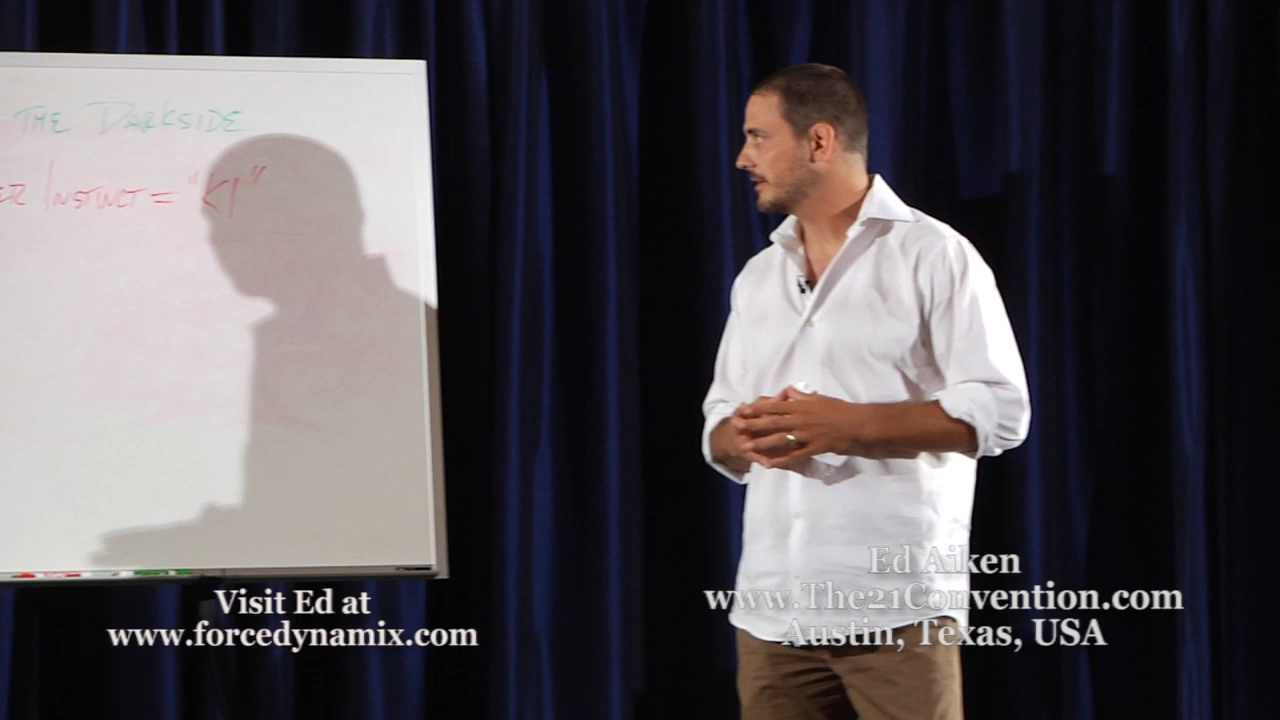 THE DARKSIDE
INSTINCT = "KI"
Visit Ed at
www.forcedynamix.com
Ed Aiken
www.The21Convention.com
Austin, Texas, USA